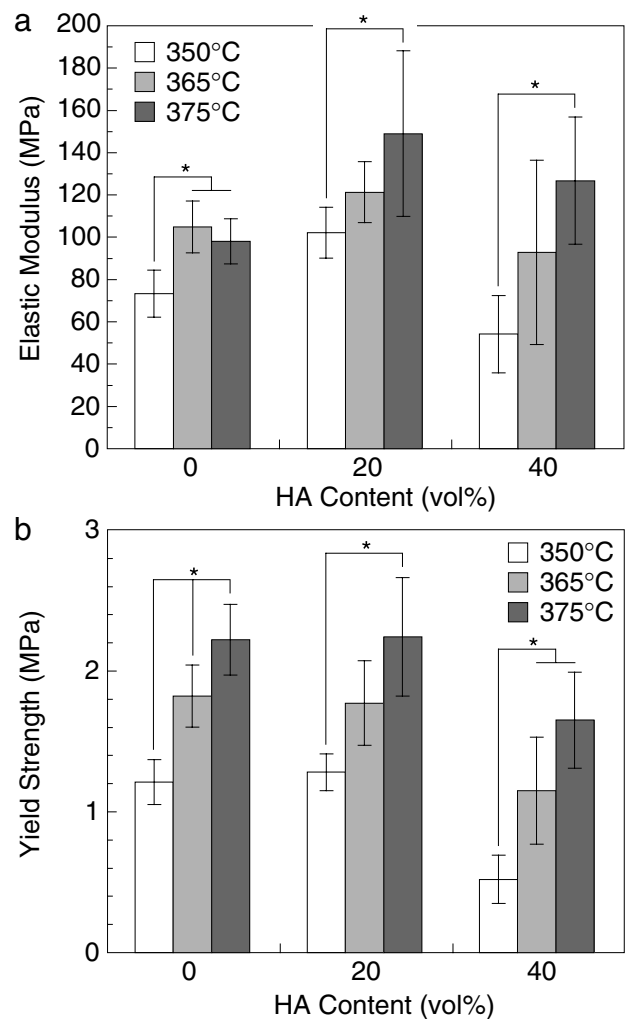 a
200
180
160
140
120
100
80
60
40
20
0
Elastic Modulus (MPa)
350°C
365°C
375°C
*
*
*
0 20 40
HA Content (vol%)
b
3
2
1
0
Yield Strength (MPa)
350°C
365°C
375°C
*
*
*
0 20 40
HA Content (vol%)